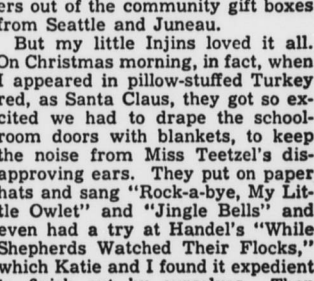 ers out of the community gift boxes
from Seattle and Juneau.
But my little Injins loved it all.
On Christmas morning, in fact, when
I appeared in pillow-stuffed Turkey
red, as Santa Claus, they got so ex-
cited we had to drape the school-
room doors with blankets, to keep
the noise from Miss Teetzel's dis-
approving ears. They put on paper
hats and sang "Rock-a-bye, My Lit-
tle Owlet" and "Jingle Bells" and
even had a try at Handel's "While
Shepherds Watched Their Flocks,"
which Katie and I found it expedient